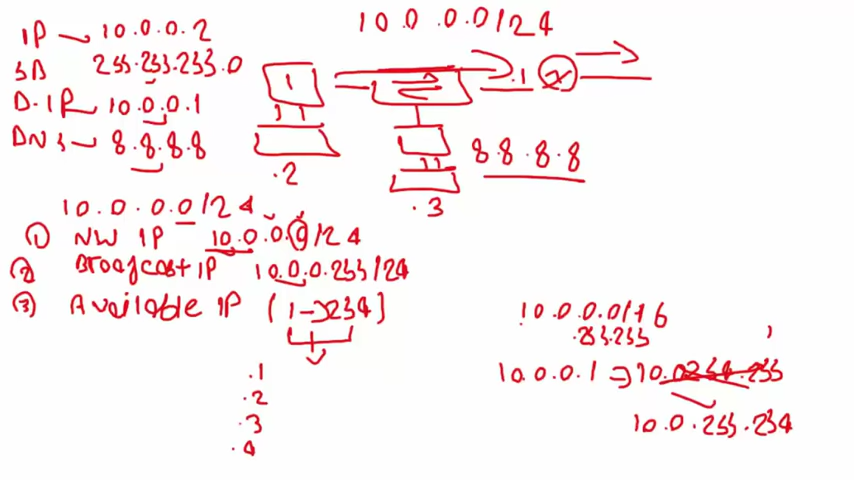 10.0.0.0/24
IP → 10.0.0.2
SB 255.255.255.0
D.IP → 10.0.0.1
DNS → 8.8.8.8
1
.1
.2
.3
8.8.8.8
10.0.0.0/24
① NW IP 10.0.0.0/24
② Broadcast IP 10.0.0.255/24
③ Available IP (1→254)
.1
.2
.3
.4
10.0.0.0/16
.255.255
10.0.0.1 ⇒ 10.0254.255
10.0.255.254